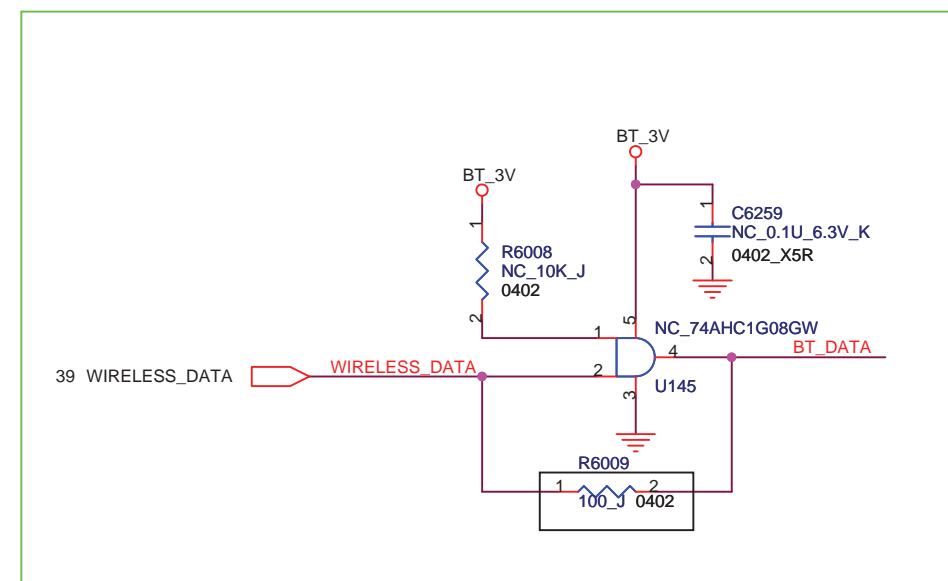 BT_3V
BT_3V
1
C6259
NC_0.1U_6.3V_K
0402_X5R
2
1
R6008
NC_10K_J
0402
2
5
NC_74AHC1G08GW
1
4
BT_DATA
39 WIRELESS_DATA
WIRELESS_DATA
2
U145
3
R6009
1
2
100_J 0402